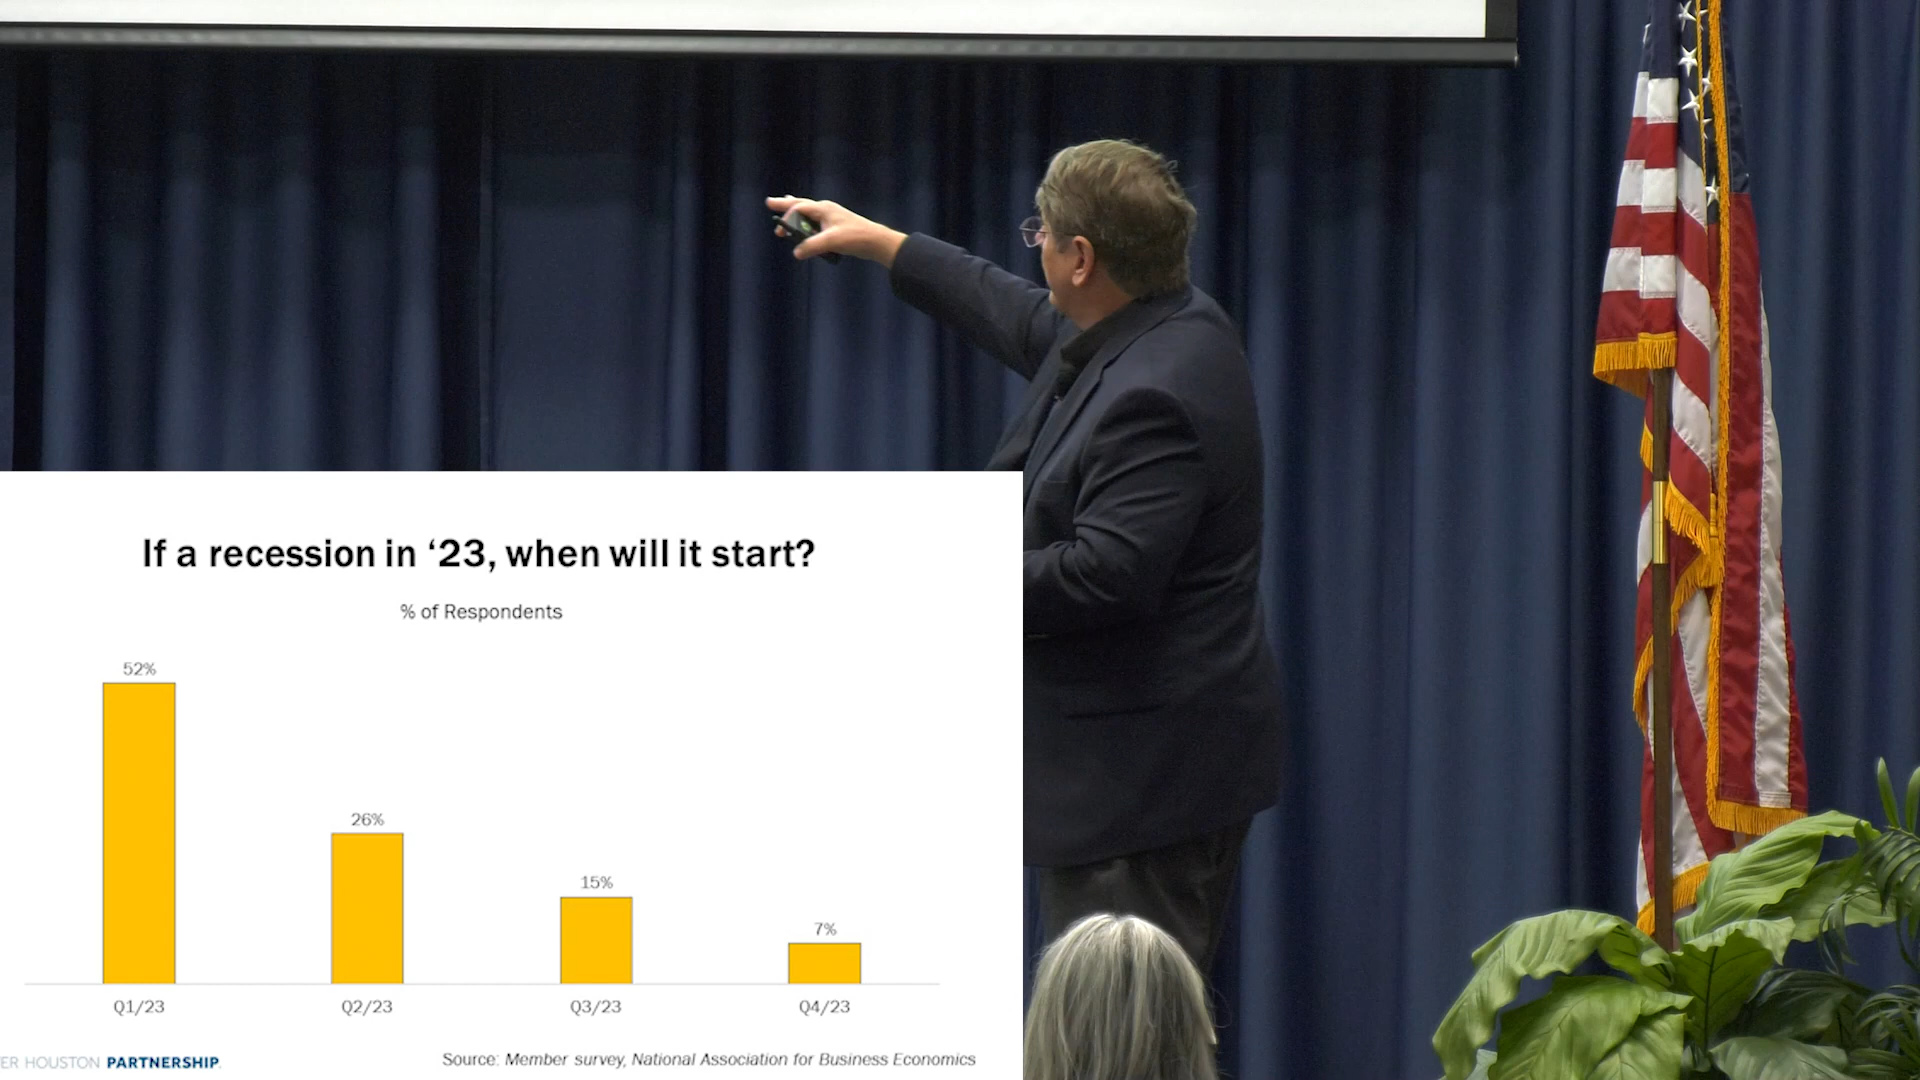 If a recession in ‘23, when will it start?
% of Respondents
52%
26%
15%
7%
Q1/23
Q2/23
Q3/23
Q4/23
ER HOUSTON PARTNERSHIP.
Source: Member survey, National Association for Business Economics